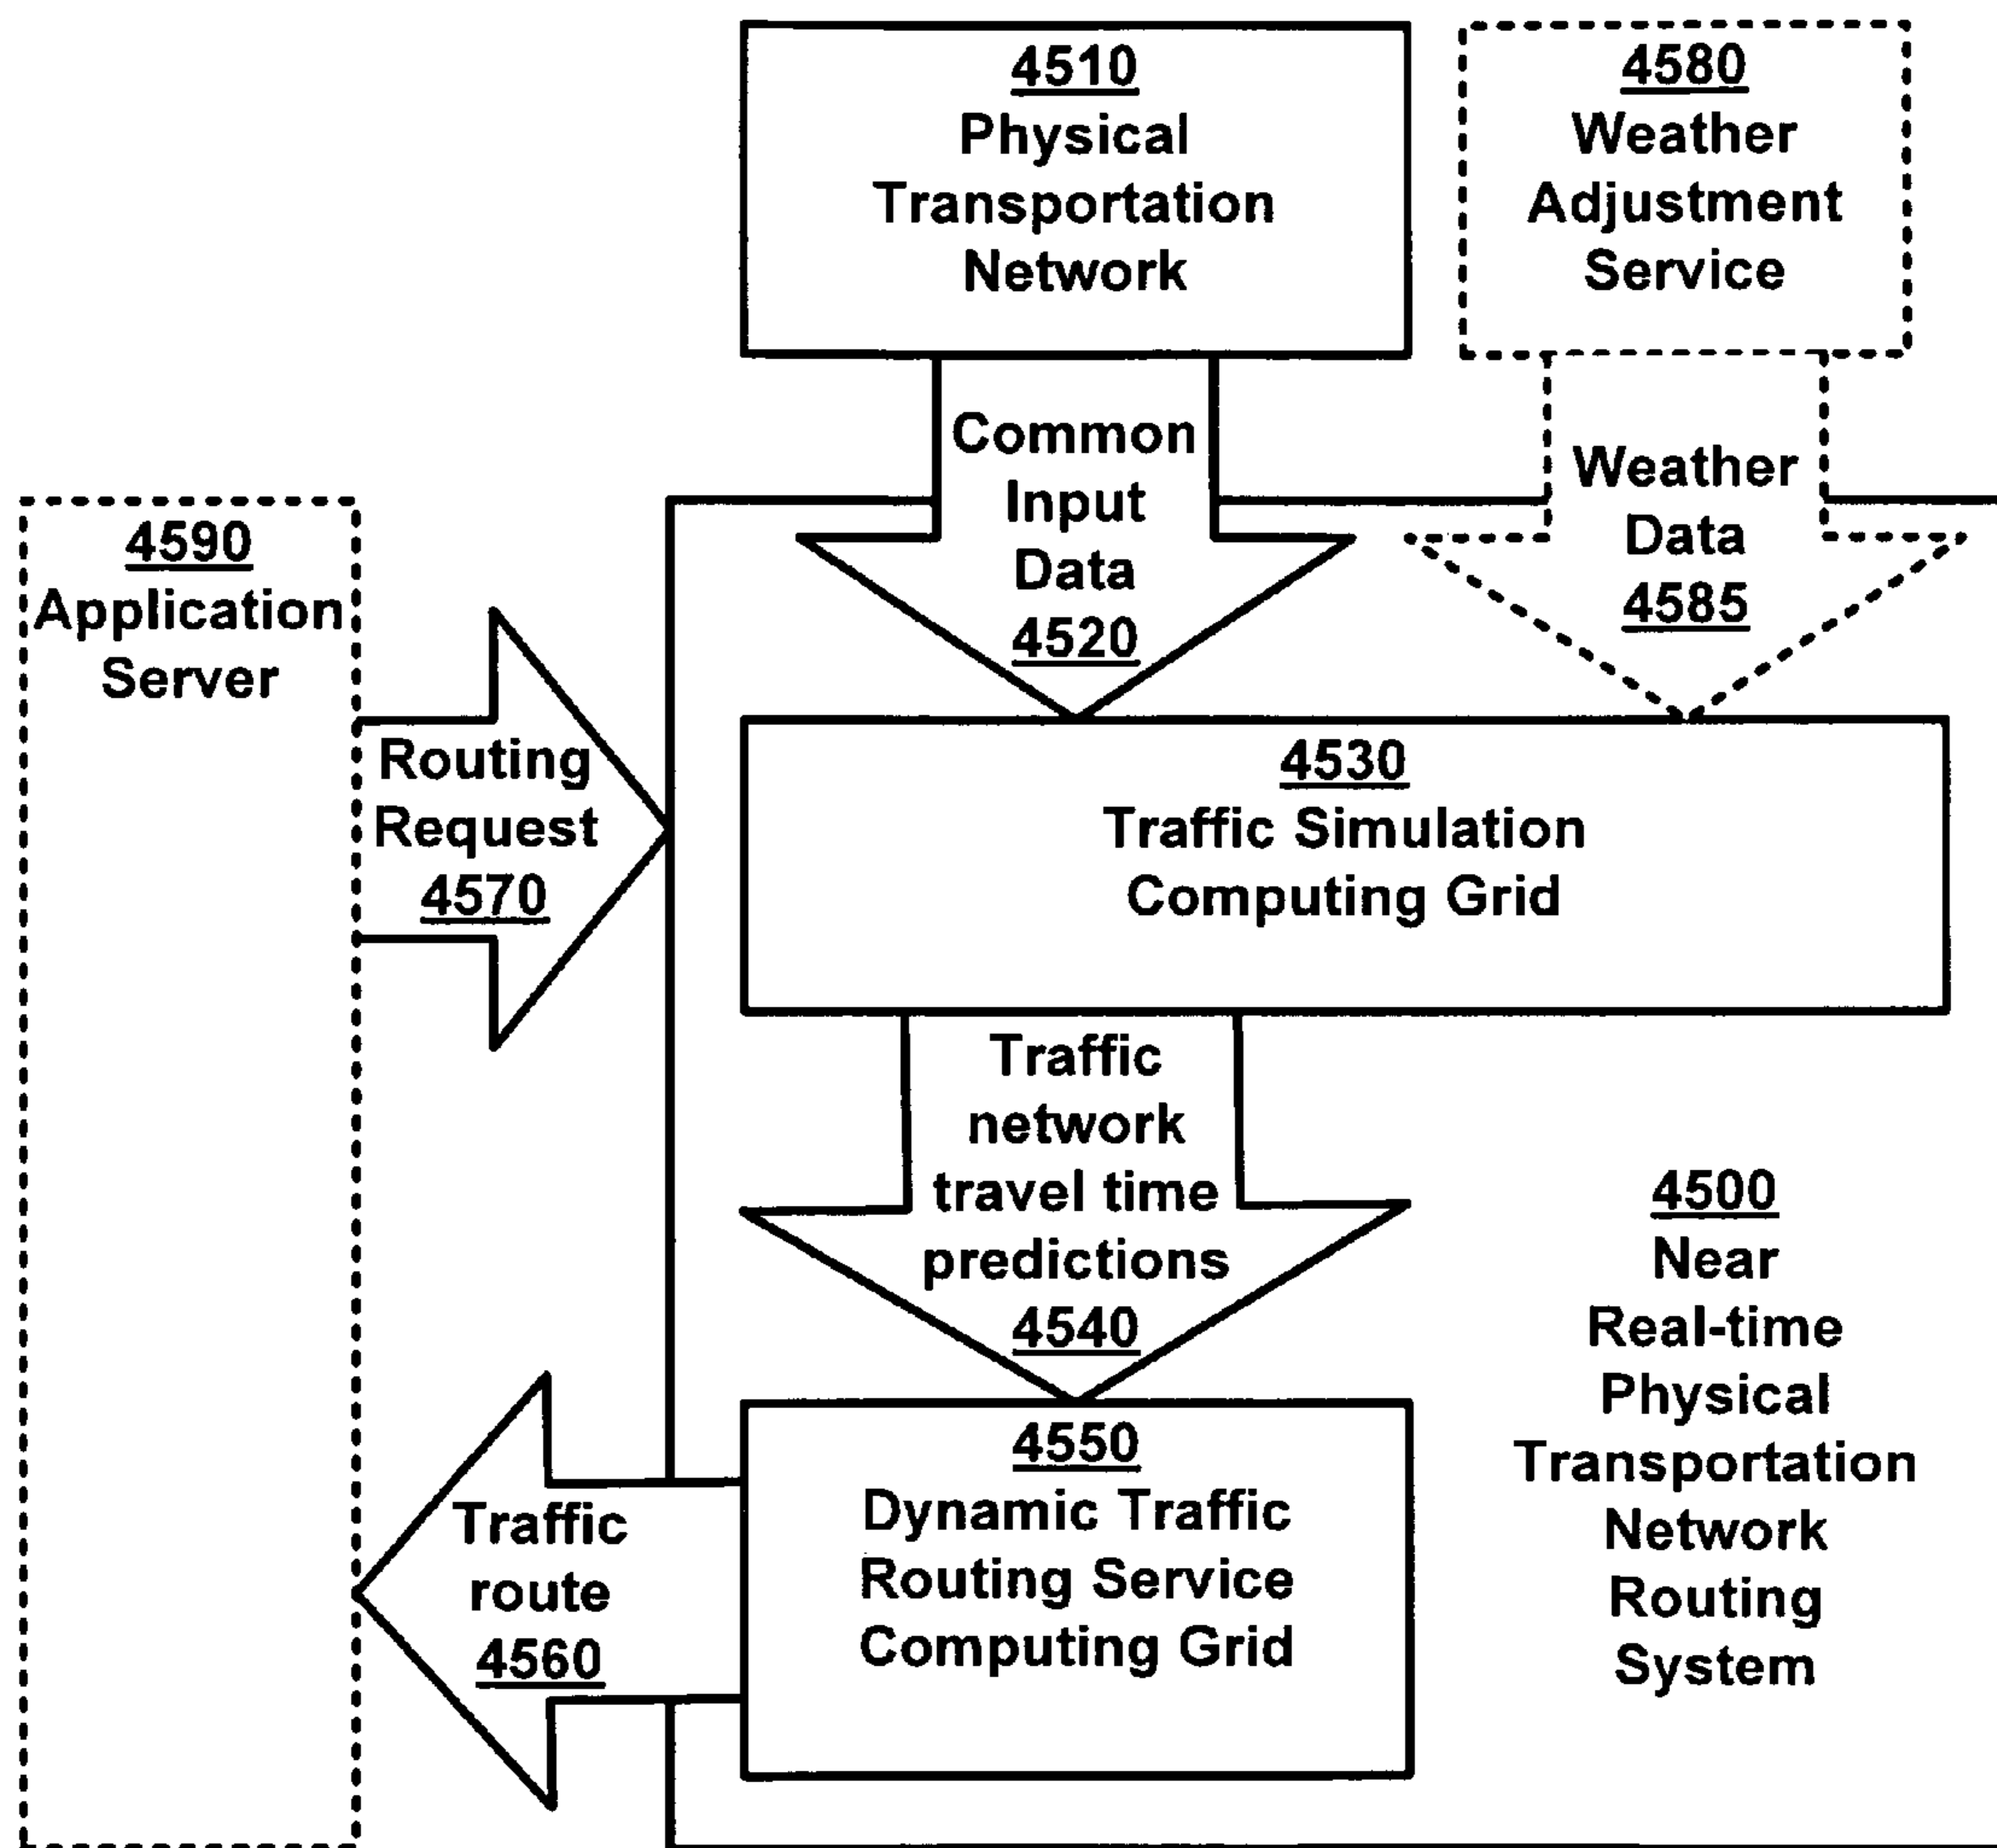 4510
Physical
Transportation
Network
4580
Weather
Adjustment
Service
Common
Input
Data
4520
Weather
Data
4585
4590
Application
Server
Routing
Request
4570
4530
Traffic Simulation
Computing Grid
Traffic
network
travel time
predictions
4540
4500
Near
Real-time
Physical
Transportation
Network
Routing
System
4550
Dynamic Traffic
Routing Service
Computing Grid
Traffic
route
4560